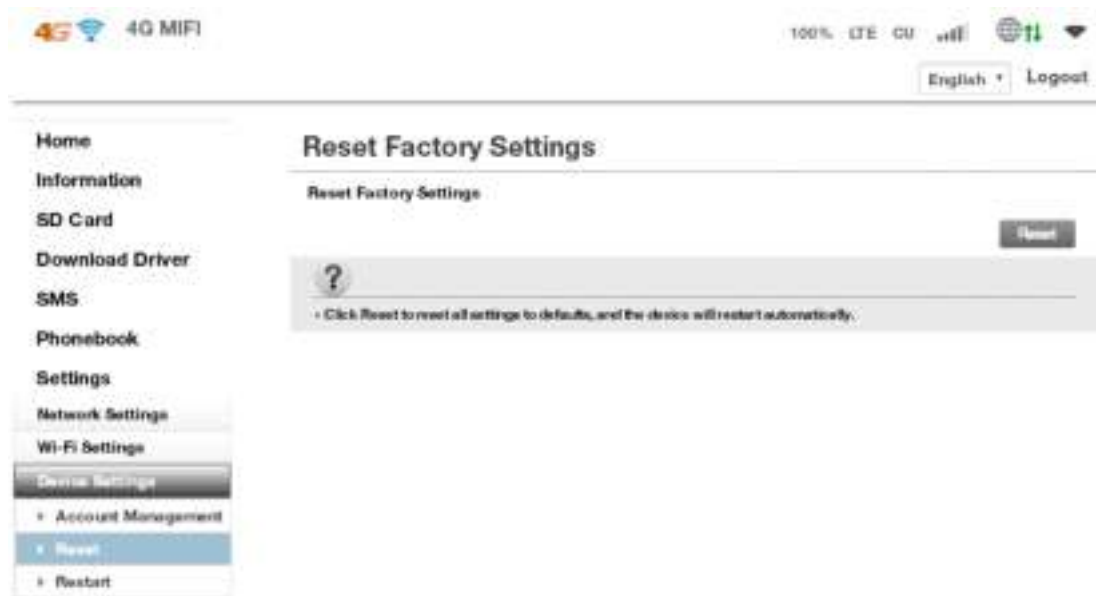 4G 4G MIFI
100% LTE CU
English Logout
Home
Information
SD Card
Download Driver
SMS
Phonebook
Settings
Network Settings
Wi-Fi Settings
Device Settings
Account Management
Reset
Restart
Reset Factory Settings
Reset Factory Settings
Reset
?
Click Reset to reset all settings to defaults, and the device will restart automatically.